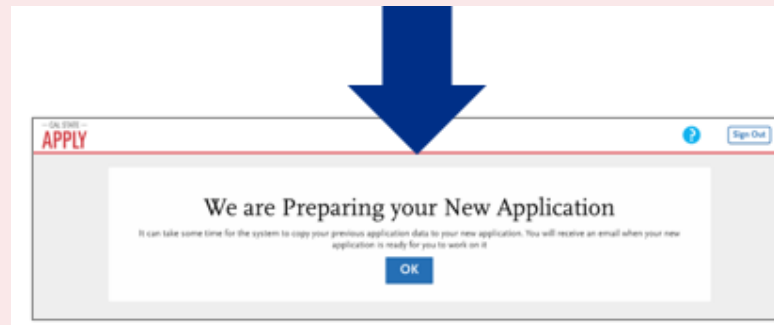 CAL STATE
APPLY
? Sign Out
We are Preparing your New Application
It can take some time for the system to copy your previous application data to your new application. You will receive an email when your new
application is ready for you to work on it
OK